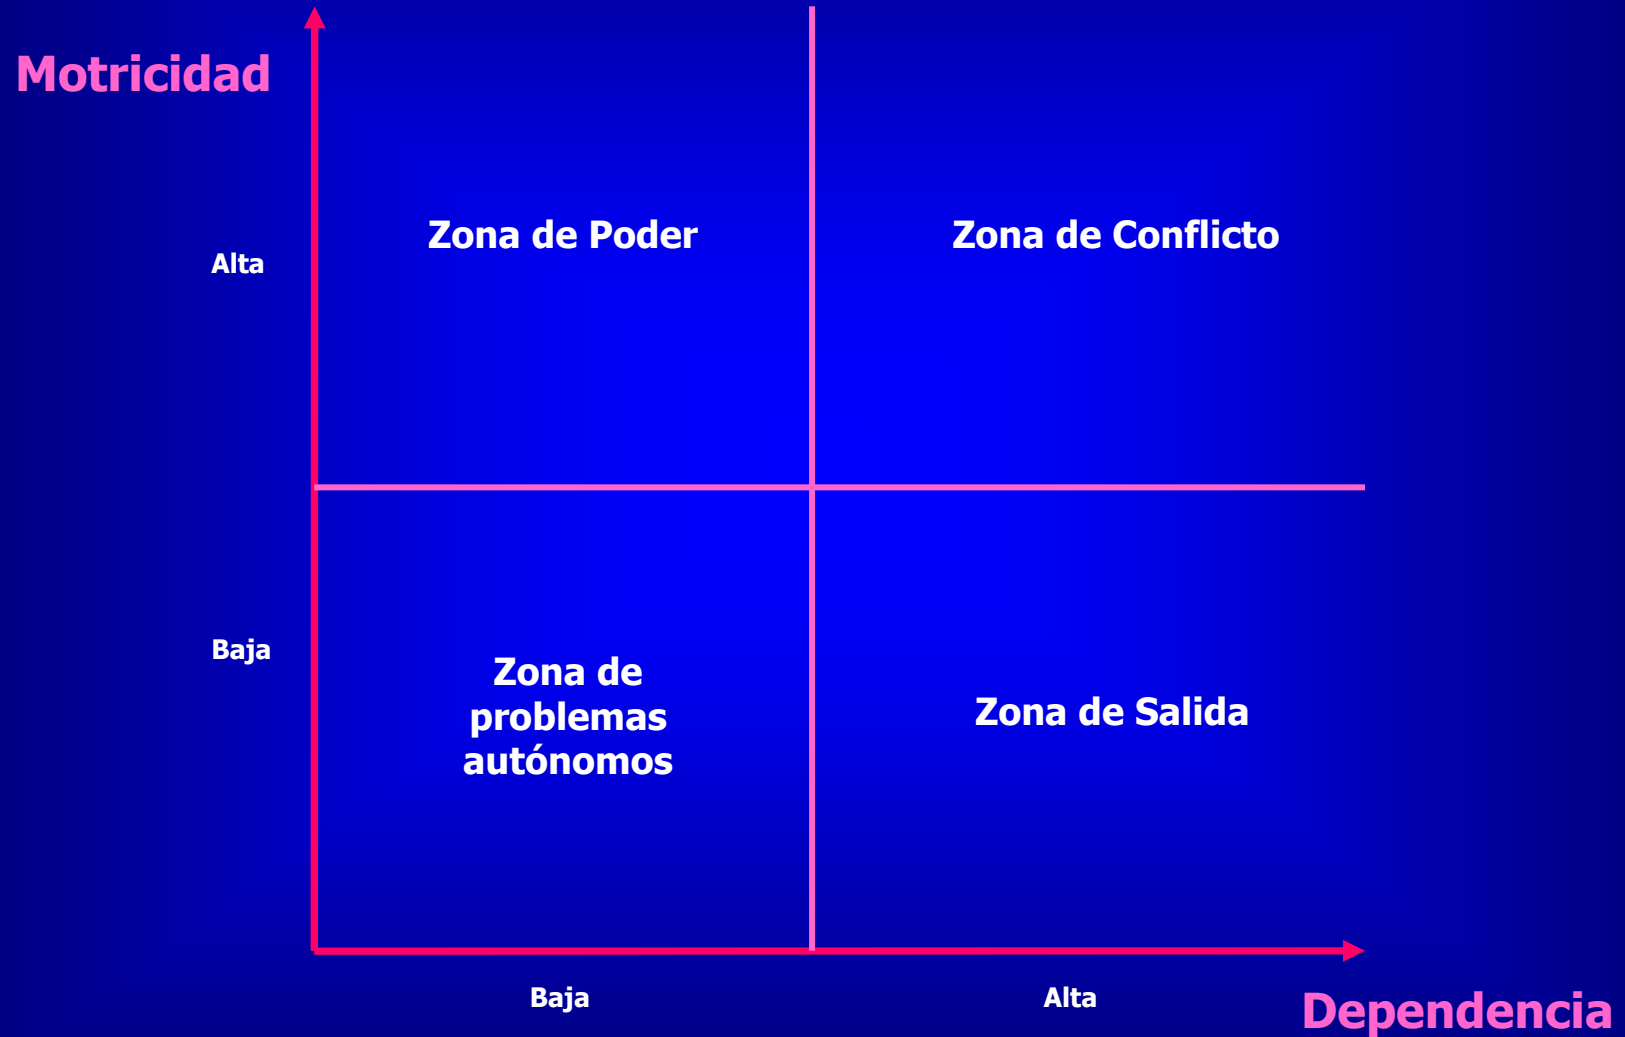 Motricidad
Zona de Poder
Zona de Conflicto
Alta
Baja
Zona de
problemas
autónomos
Zona de Salida
Baja
Alta
Dependencia